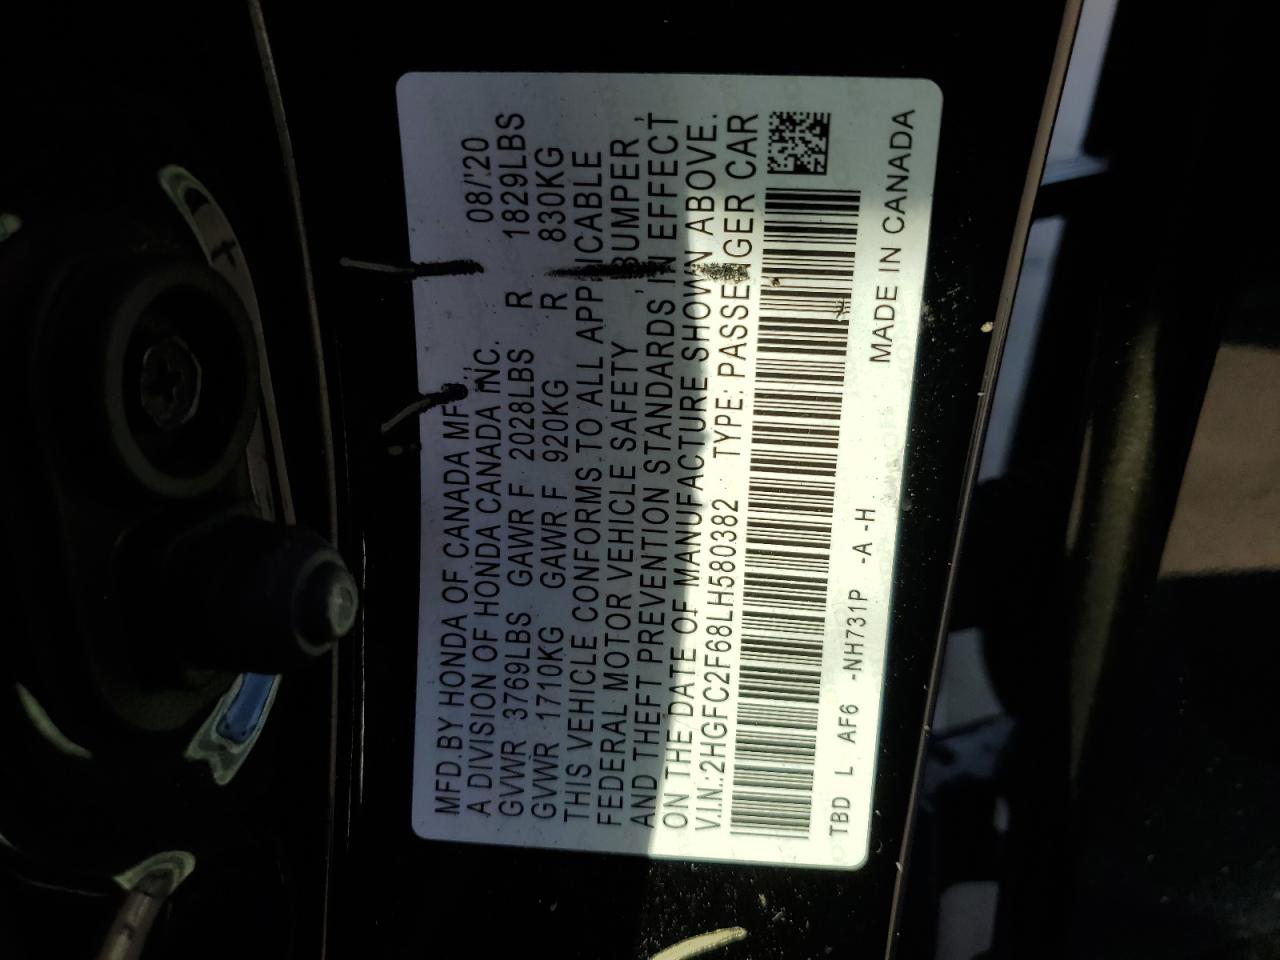 MFD.BY HONDA OF CANADA MFG.; 08/'20
A DIVISION OF HONDA CANADA INC.
GVWR 3769LBS GAWR F 2028LBS R 1829LBS
GVWR 1710KG GAWR F 920KG R 830KG
THIS VEHICLE CONFORMS TO ALL APPLICABLE
FEDERAL MOTOR VEHICLE SAFETY, BUMPER,
AND THEFT PREVENTION STANDARDS IN EFFECT
ON THE DATE OF MANUFACTURE SHOWN ABOVE.
V.I.N.:2HGFC2F68LH580382 TYPE: PASSENGER CAR
TBD L AF6 -NH731P -A -H MADE IN CANADA